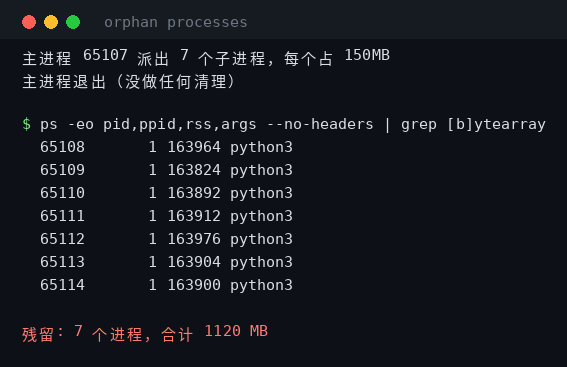 orphan processes
主进程 65107 派出 7 个子进程，每个占 150MB
主进程退出（没做任何清理）
$ ps -eo pid,ppid,rss,args --no-headers | grep [b]ytearray
65108 1 163964 python3
65109 1 163824 python3
65110 1 163892 python3
65111 1 163912 python3
65112 1 163976 python3
65113 1 163904 python3
65114 1 163900 python3
残留: 7 个进程，合计 1120 MB